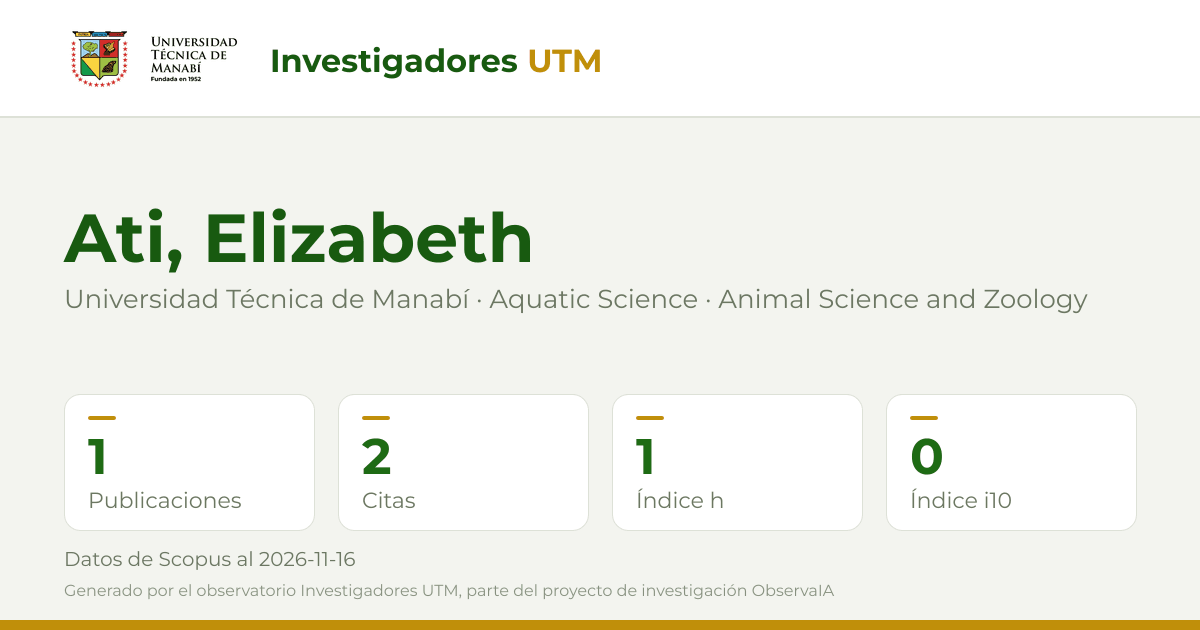 UNIVERSIDAD
TÉCNICA DE
MANABÍ
Fundada en 1952
Investigadores UTM
Ati, Elizabeth
Universidad Técnica de Manabí · Aquatic Science · Animal Science and Zoology
1
Publicaciones
2
Citas
1
Índice h
0
Índice i10
Datos de Scopus al 2026-11-16
Generado por el observatorio Investigadores UTM, parte del proyecto de investigación ObservaIA